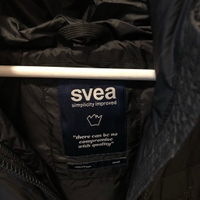 svea
simplicity improved
"there can be no
compromise
with quality"